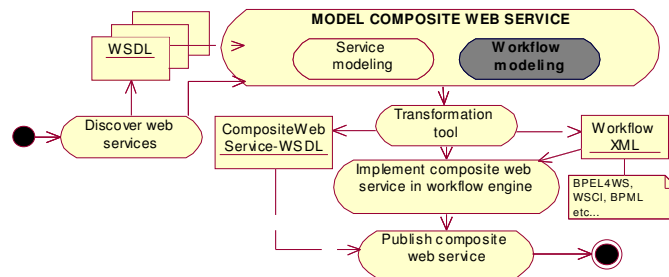 MODEL COMPOSITE WEB SERVICE
WSDL
Service
modeling
Workflow
modeling
Discover web
services
Transformation
tool
CompositeWeb
Service-WSDL
Workflow
XML
Implement composite web
service in workflow engine
BPEL4WS,
WSCI, BPML
etc...
Publish composite
web service